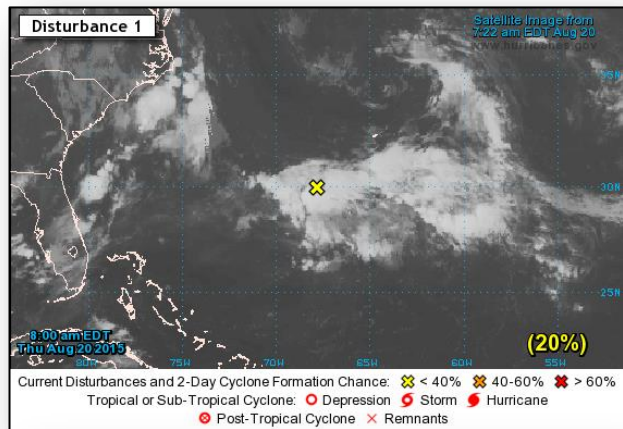 Disturbance 1
Satellite Image from
7:22 am EDT Aug 20
www.hurricanes.gov
35N
30N
25N
8:00 am EDT
Thu Aug 20 2015
80W 75W 70W 65W 60W 55W
(20%)
Current Disturbances and 2-Day Cyclone Formation Chance: < 40% 40-60% > 60%
Tropical or Sub-Tropical Cyclone: Depression Storm Hurricane
Post-Tropical Cyclone Remnants